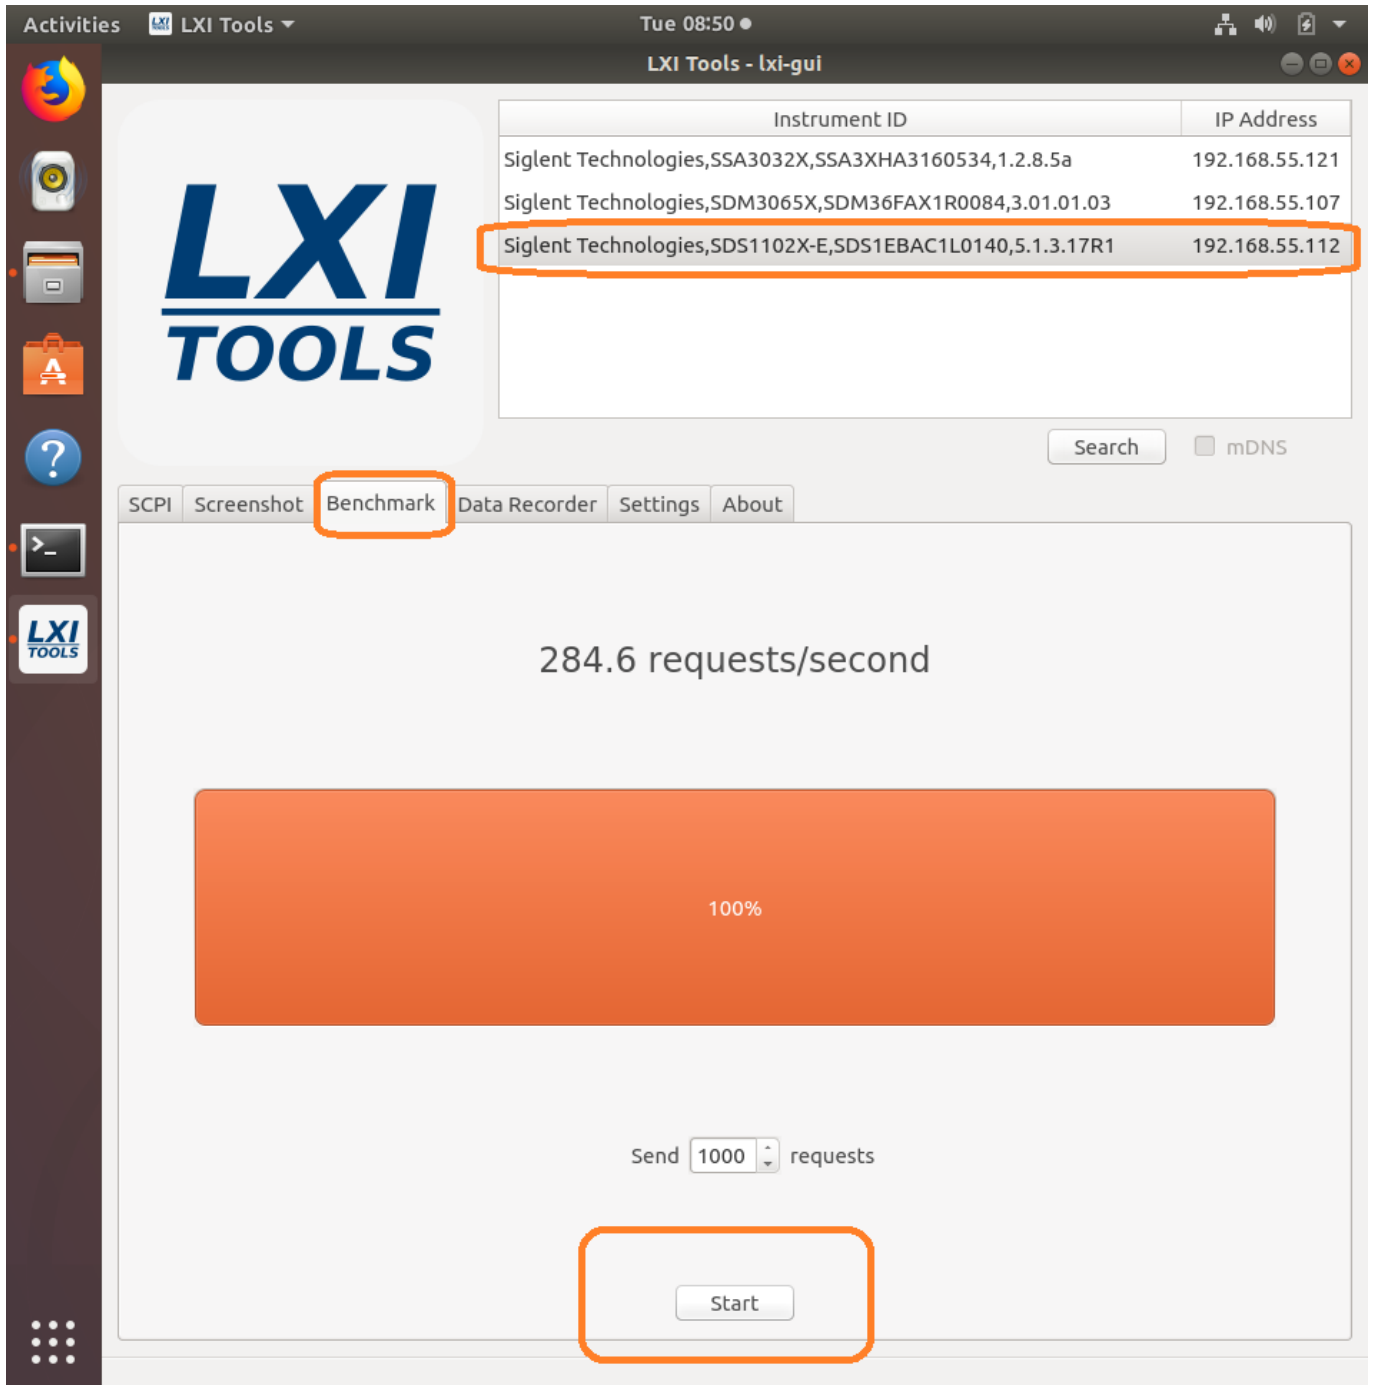 Activities LXI Tools Tue 08:50
LXI Tools - lxi-gui
Instrument ID IP Address
Siglent Technologies,SSA3032X,SSA3XHA3160534,1.2.8.5a 192.168.55.121
Siglent Technologies,SDM3065X,SDM36FAX1R0084,3.01.01.03 192.168.55.107
Siglent Technologies,SDS1102X-E,SDS1EBAC1L0140,5.1.3.17R1 192.168.55.112
LXI
TOOLS
Search mDNS
SCPI Screenshot Benchmark Data Recorder Settings About
LXI
TOOLS
284.6 requests/second
100%
Send 1000 requests
Start